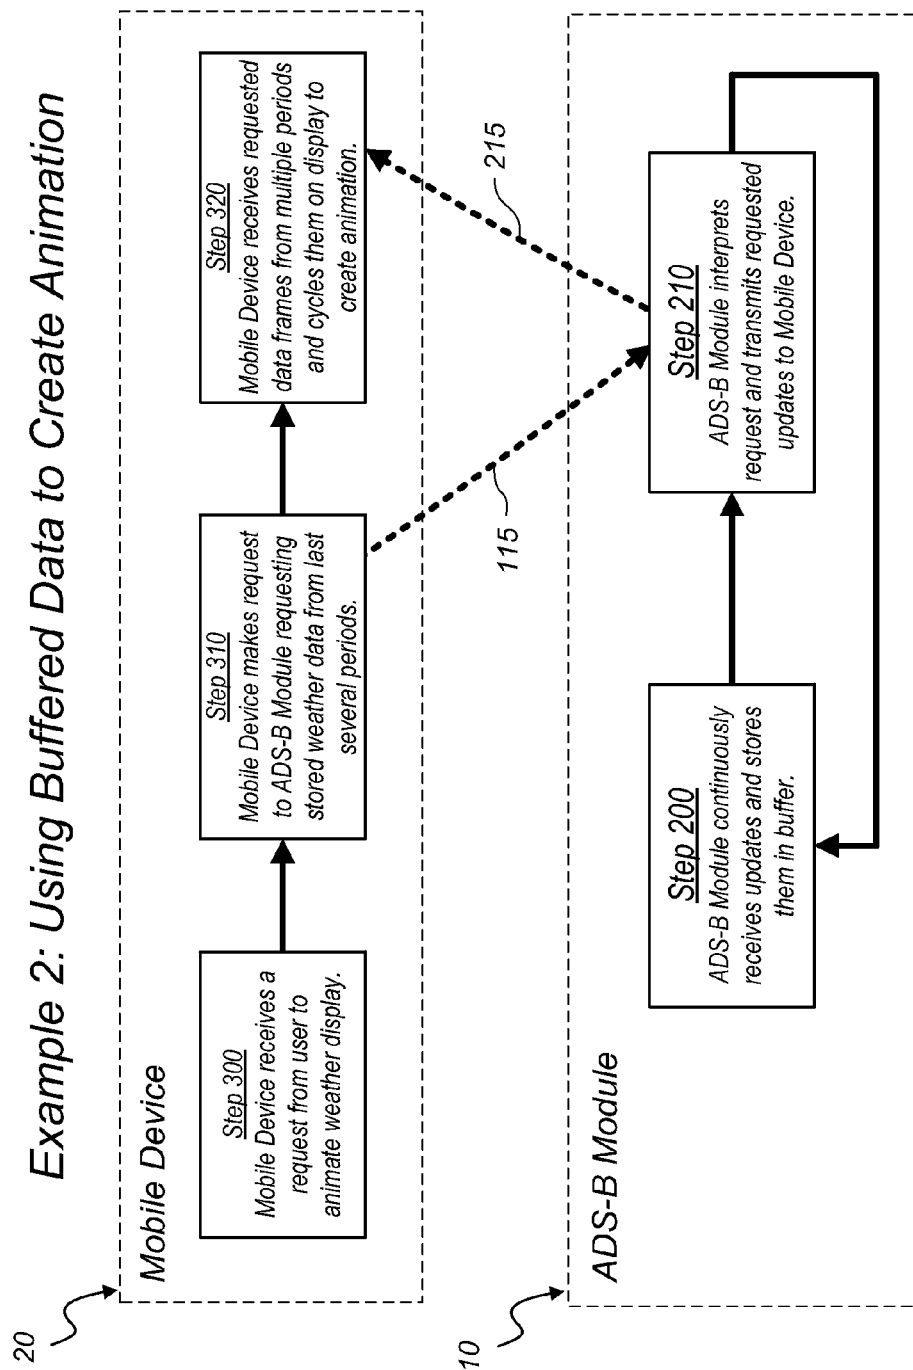 Example 2: Using Buffered Data to Create Animation
20
Mobile Device
Step 300
Mobile Device receives a
request from user to
animate weather display.
Step 310
Mobile Device makes request
to ADS-B Module requesting
stored weather data from last
several periods.
Step 320
Mobile Device receives requested
data frames from multiple periods
and cycles them on display to
create animation.
115
215
10
ADS-B Module
Step 200
ADS-B Module continuously
receives updates and stores
them in buffer.
Step 210
ADS-B Module interprets
request and transmits requested
updates to Mobile Device.